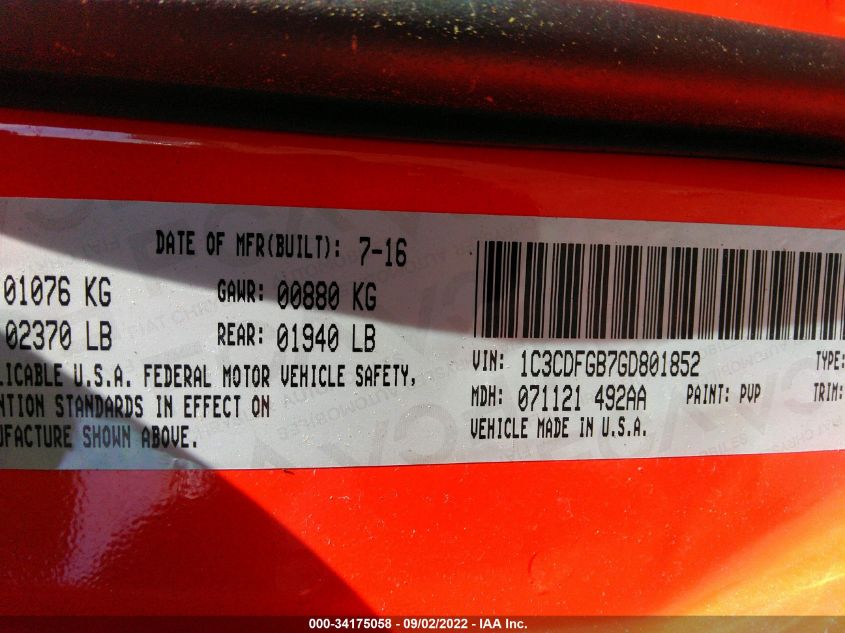 DATE OF MFR(BUILT): 7-16
01076 KG GAWR: 00880 KG
02370 LB REAR: 01940 LB
LICABLE U.S.A. FEDERAL MOTOR VEHICLE SAFETY,
NTION STANDARDS IN EFFECT ON
UFACTURE SHOWN ABOVE.
VIN: 1C3CDFGB7GD801852 TYPE:
MDH: 071121 492AA PAINT: PVP TRIM:
VEHICLE MADE IN U.S.A.
000-34175058 - 09/02/2022 - IAA Inc.